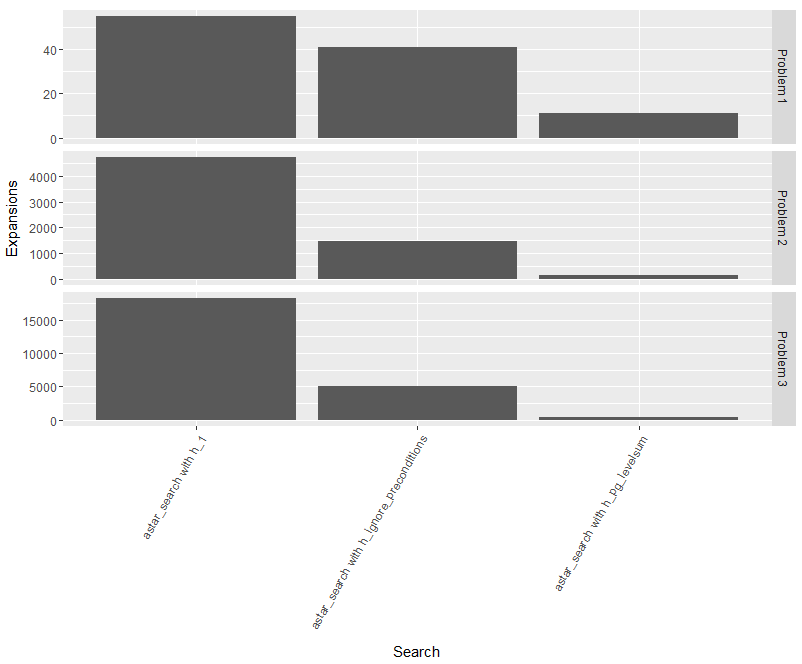 40
20
0
Problem 1
4000
3000
2000
1000
0
Problem 2
15000
10000
5000
0
Problem 3
Expansions
astar_search with h_1
astar_search with h_ignore_preconditions
astar_search with h_pg_levelsum
Search